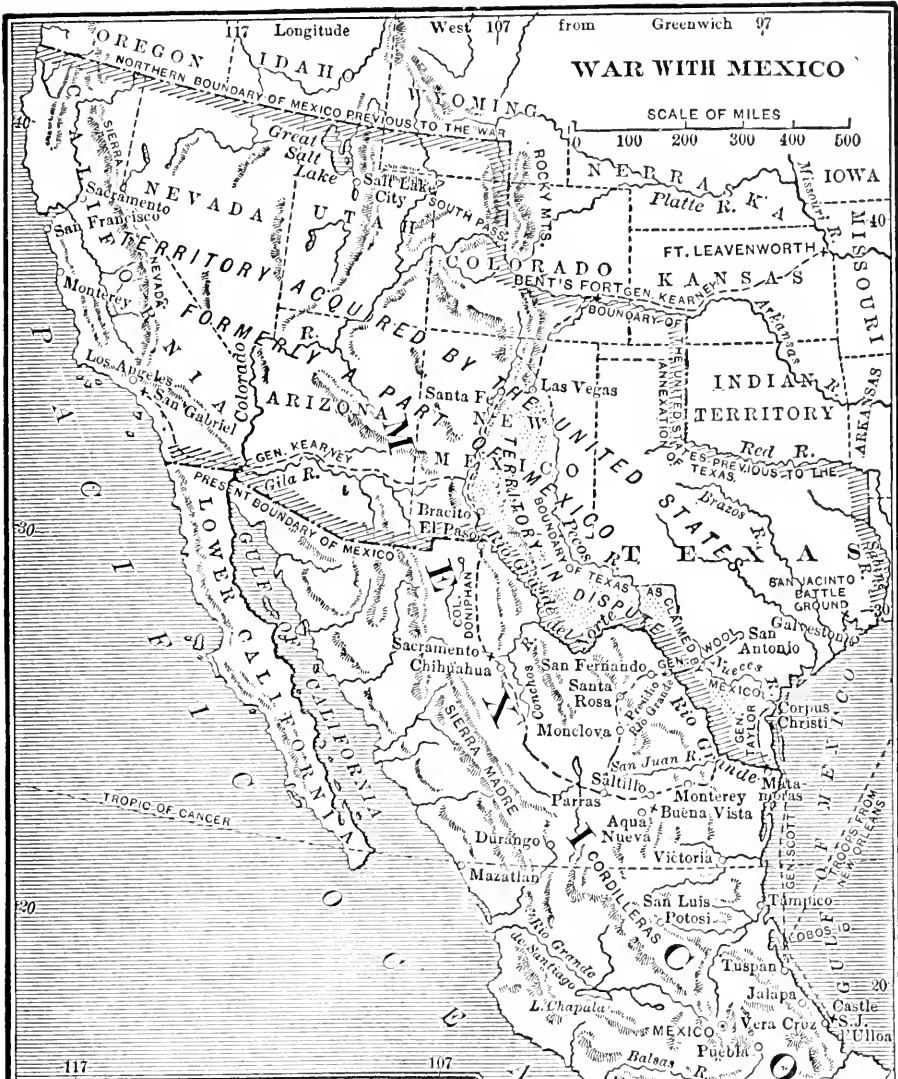 117 Longitude West 107 from Greenwich 97
WAR WITH MEXICO
SCALE OF MILES
0 100 200 300 400 500
OREGON
IDAHO
WYOMING
NORTHERN BOUNDARY OF MEXICO PREVIOUS TO THE WAR
40
NEBRASKA
IOWA
Missouri R.
Platte R.
40
CALIFORNIA
SIERRA NEVADA
NEVADA
Great
Salt
Lake
Salt Lake
City
UTAH
SOUTH PASS
ROCKY MTS.
COLORADO
FT. LEAVENWORTH
KANSAS
MISSOURI
BENT'S FORT
GEN. KEARNEY
Sacramento
San Francisco
Monterey
Los Angeles
San Gabriel
TERRITORY ACQUIRED BY THE UNITED STATES
FORMERLY A PART OF MEXICO
Colorado R.
ARIZONA
Santa Fe
Las Vegas
NEW
MEXICO
BOUNDARY OF THE UNITED STATES PREVIOUS TO THE
ANNEXATION
OF TEXAS.
Arkansas R.
INDIAN
TERRITORY
ARKANSAS
Red R.
GEN. KEARVEY
Gila R.
PRESENT BOUNDARY OF MEXICO
Bracito
El Paso
Pecos R.
TERRITORY IN DISPUTE
BOUNDARY OF TEXAS AS CLAIMED BY MEXICO
Rio Grande del Norte
TEXAS
Brazos R.
Sabine R.
SAN JACINTO
BATTLE
GROUND
30
30
Galveston
San
Antonio
GEN. WOOL
Nueces R.
Corpus
Christi
GEN.
TAYLOR
PACIFIC OCE
LOWER CALIFORNIA
GULF OF CALIFORNIA
MEXICO
COL.
DONIPHAN
Sacramento
Chihuahua
Conchos R.
San Fernando
Santa
Rosa
Presidio
Rio Grande
Monclova
Rio Grande
San Juan R.
SIERRA MADRE
Saltillo
Parras
Monterey
Buena Vista
Mata
moras
Aqua
Nueva
Victoria
GEN. SCOTT
TROOPS FROM
NEW ORLEANS
GULF OF MEXICO
TROPIC OF CANCER
Durango
Mazatlan
CORDILLERAS
San Luis
Potosi
Tampico
LOBOS ID.
20
20
Rio Grande
de Santiago
L. Chapala
Tuspan
Jalapa
Castle
S.J.
d'Ulloa
Vera Cruz
MEXICO
Puebla
Balsas R.
117
107